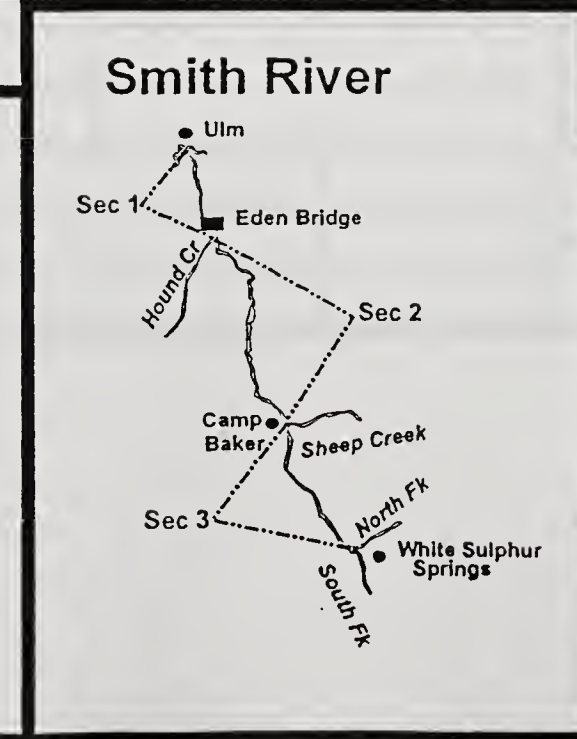 Smith River
Ulm
Sec 1
Eden Bridge
Hound Cr
Sec 2
Camp
Baker
Sheep Creek
Sec 3
North Fk
White Sulphur
Springs
South Fk